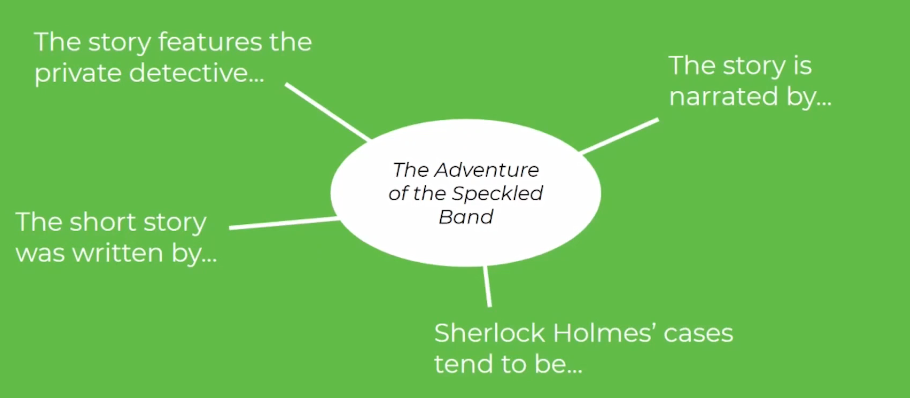 The story features the
private detective...
The story is
narrated by...
The Adventure
of the Speckled
Band
The short story
was written by...
Sherlock Holmes’ cases
tend to be...